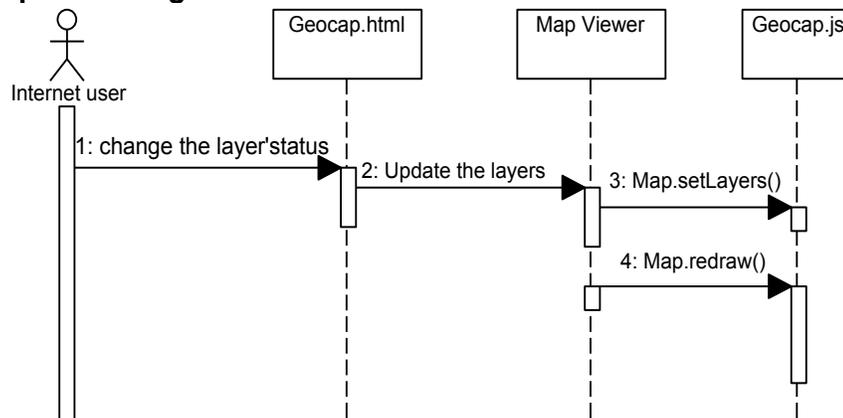 Geocap.html
Map Viewer
Geocap.js
Internet user
1: change the layer'status
2: Update the layers
3: Map.setLayers()
4: Map.redraw()